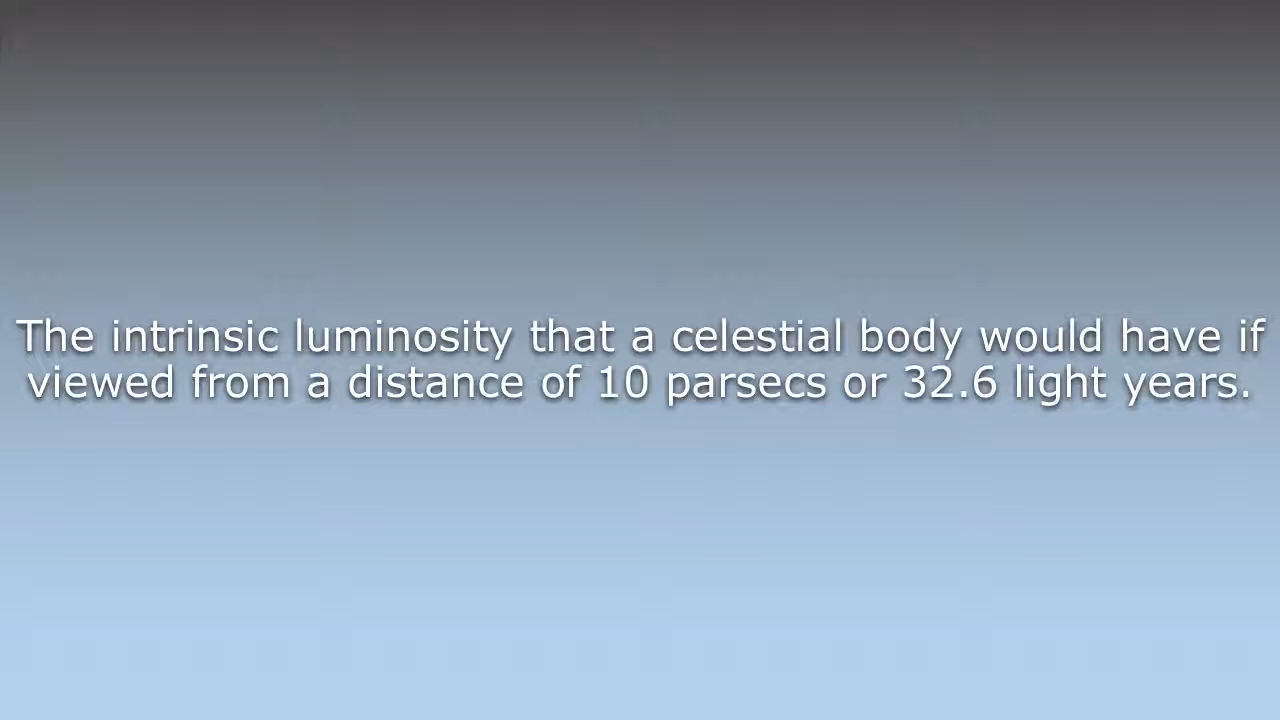 The intrinsic luminosity that a celestial body would have if
viewed from a distance of 10 parsecs or 32.6 light years.